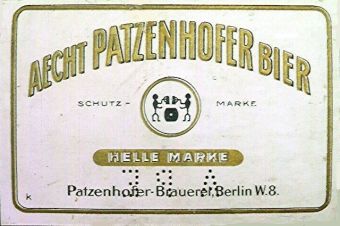 AECHT PATZENHOFER BIER
SCHUTZ - MARKE
HELLE MARKE
Patzenhofer-Brauerei, Berlin W.8.
K